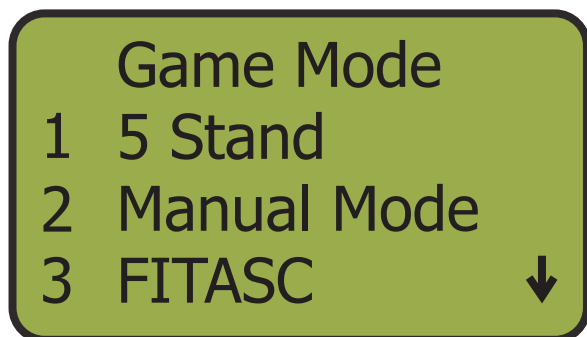 Game Mode
1 5 Stand
2 Manual Mode
3 FITASC ↓